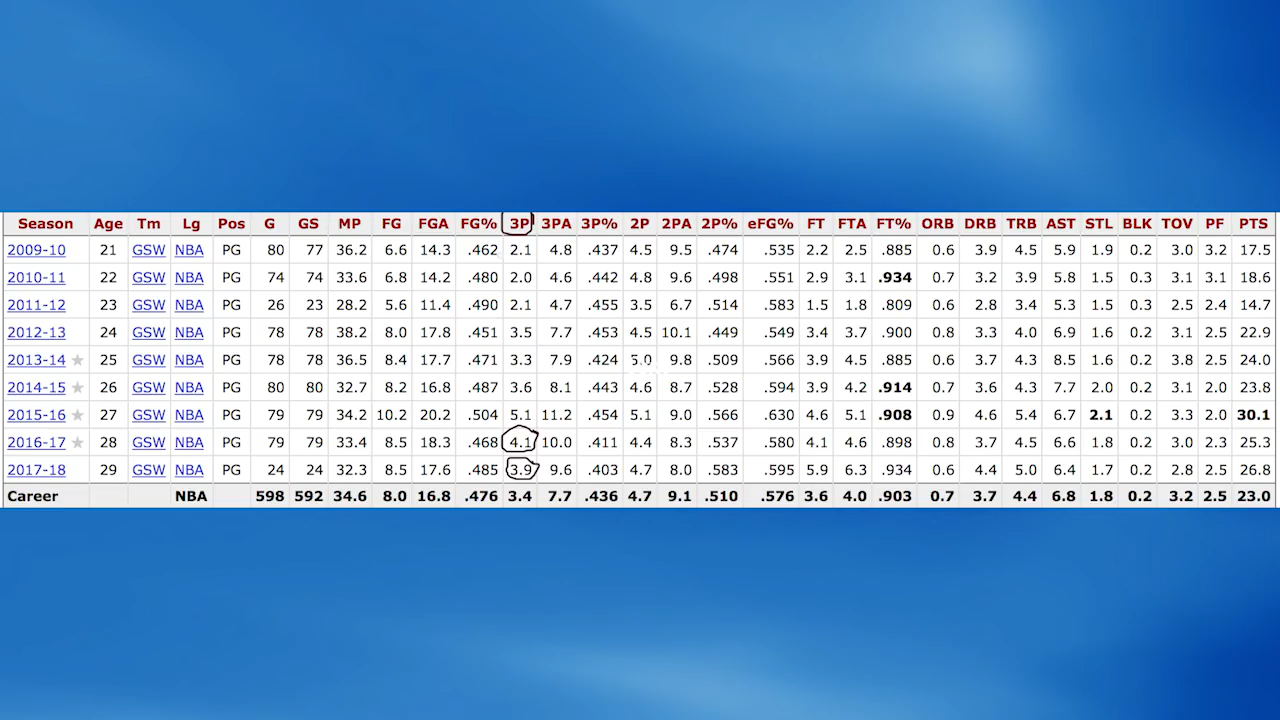 Season Age Tm Lg Pos G GS MP FG FGA FG% 3P 3PA 3P% 2P 2PA 2P% eFG% FT FTA FT% ORB DRB TRB AST STL BLK TOV PF PTS
2009-10 21 GSW NBA PG 80 77 36.2 6.6 14.3 .462 2.1 4.8 .437 4.5 9.5 .474 .535 2.2 2.5 .885 0.6 3.9 4.5 5.9 1.9 0.2 3.0 3.2 17.5
2010-11 22 GSW NBA PG 74 74 33.6 6.8 14.2 .480 2.0 4.6 .442 4.8 9.6 .498 .551 2.9 3.1 .934 0.7 3.2 3.9 5.8 1.5 0.3 3.1 3.1 18.6
2011-12 23 GSW NBA PG 26 23 28.2 5.6 11.4 .490 2.1 4.7 .455 3.5 6.7 .514 .583 1.5 1.8 .809 0.6 2.8 3.4 5.3 1.5 0.3 2.5 2.4 14.7
2012-13 24 GSW NBA PG 78 78 38.2 8.0 17.8 .451 3.5 7.7 .453 4.5 10.1 .449 .549 3.4 3.7 .900 0.8 3.3 4.0 6.9 1.6 0.2 3.1 2.5 22.9
2013-14 ★ 25 GSW NBA PG 78 78 36.5 8.4 17.7 .471 3.3 7.9 .424 5.0 9.8 .509 .566 3.9 4.5 .885 0.6 3.7 4.3 8.5 1.6 0.2 3.8 2.5 24.0
2014-15 ★ 26 GSW NBA PG 80 80 32.7 8.2 16.8 .487 3.6 8.1 .443 4.6 8.7 .528 .594 3.9 4.2 .914 0.7 3.6 4.3 7.7 2.0 0.2 3.1 2.0 23.8
2015-16 ★ 27 GSW NBA PG 79 79 34.2 10.2 20.2 .504 5.1 11.2 .454 5.1 9.0 .566 .630 4.6 5.1 .908 0.9 4.6 5.4 6.7 2.1 0.2 3.3 2.0 30.1
2016-17 ★ 28 GSW NBA PG 79 79 33.4 8.5 18.3 .468 4.1 10.0 .411 4.4 8.3 .537 .580 4.1 4.6 .898 0.8 3.7 4.5 6.6 1.8 0.2 3.0 2.3 25.3
2017-18 29 GSW NBA PG 24 24 32.3 8.5 17.6 .485 3.9 9.6 .403 4.7 8.0 .583 .595 5.9 6.3 .934 0.6 4.4 5.0 6.4 1.7 0.2 2.8 2.5 26.8
Career NBA 598 592 34.6 8.0 16.8 .476 3.4 7.7 .436 4.7 9.1 .510 .576 3.6 4.0 .903 0.7 3.7 4.4 6.8 1.8 0.2 3.2 2.5 23.0